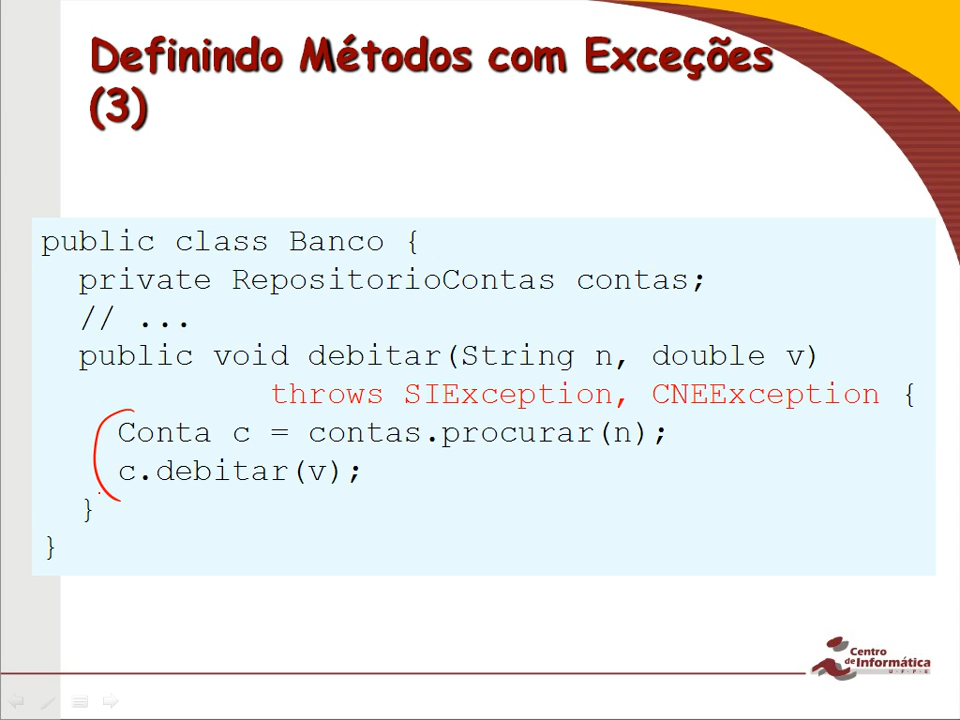 Definindo Métodos com Exceções
(3)
public class Banco {
private RepositorioContas contas;
// ...
public void debitar(String n, double v)
throws SIException, CNEException {
Conta c = contas.procurar(n);
c.debitar(v);
}
}
Centro
de Informática
U F P E